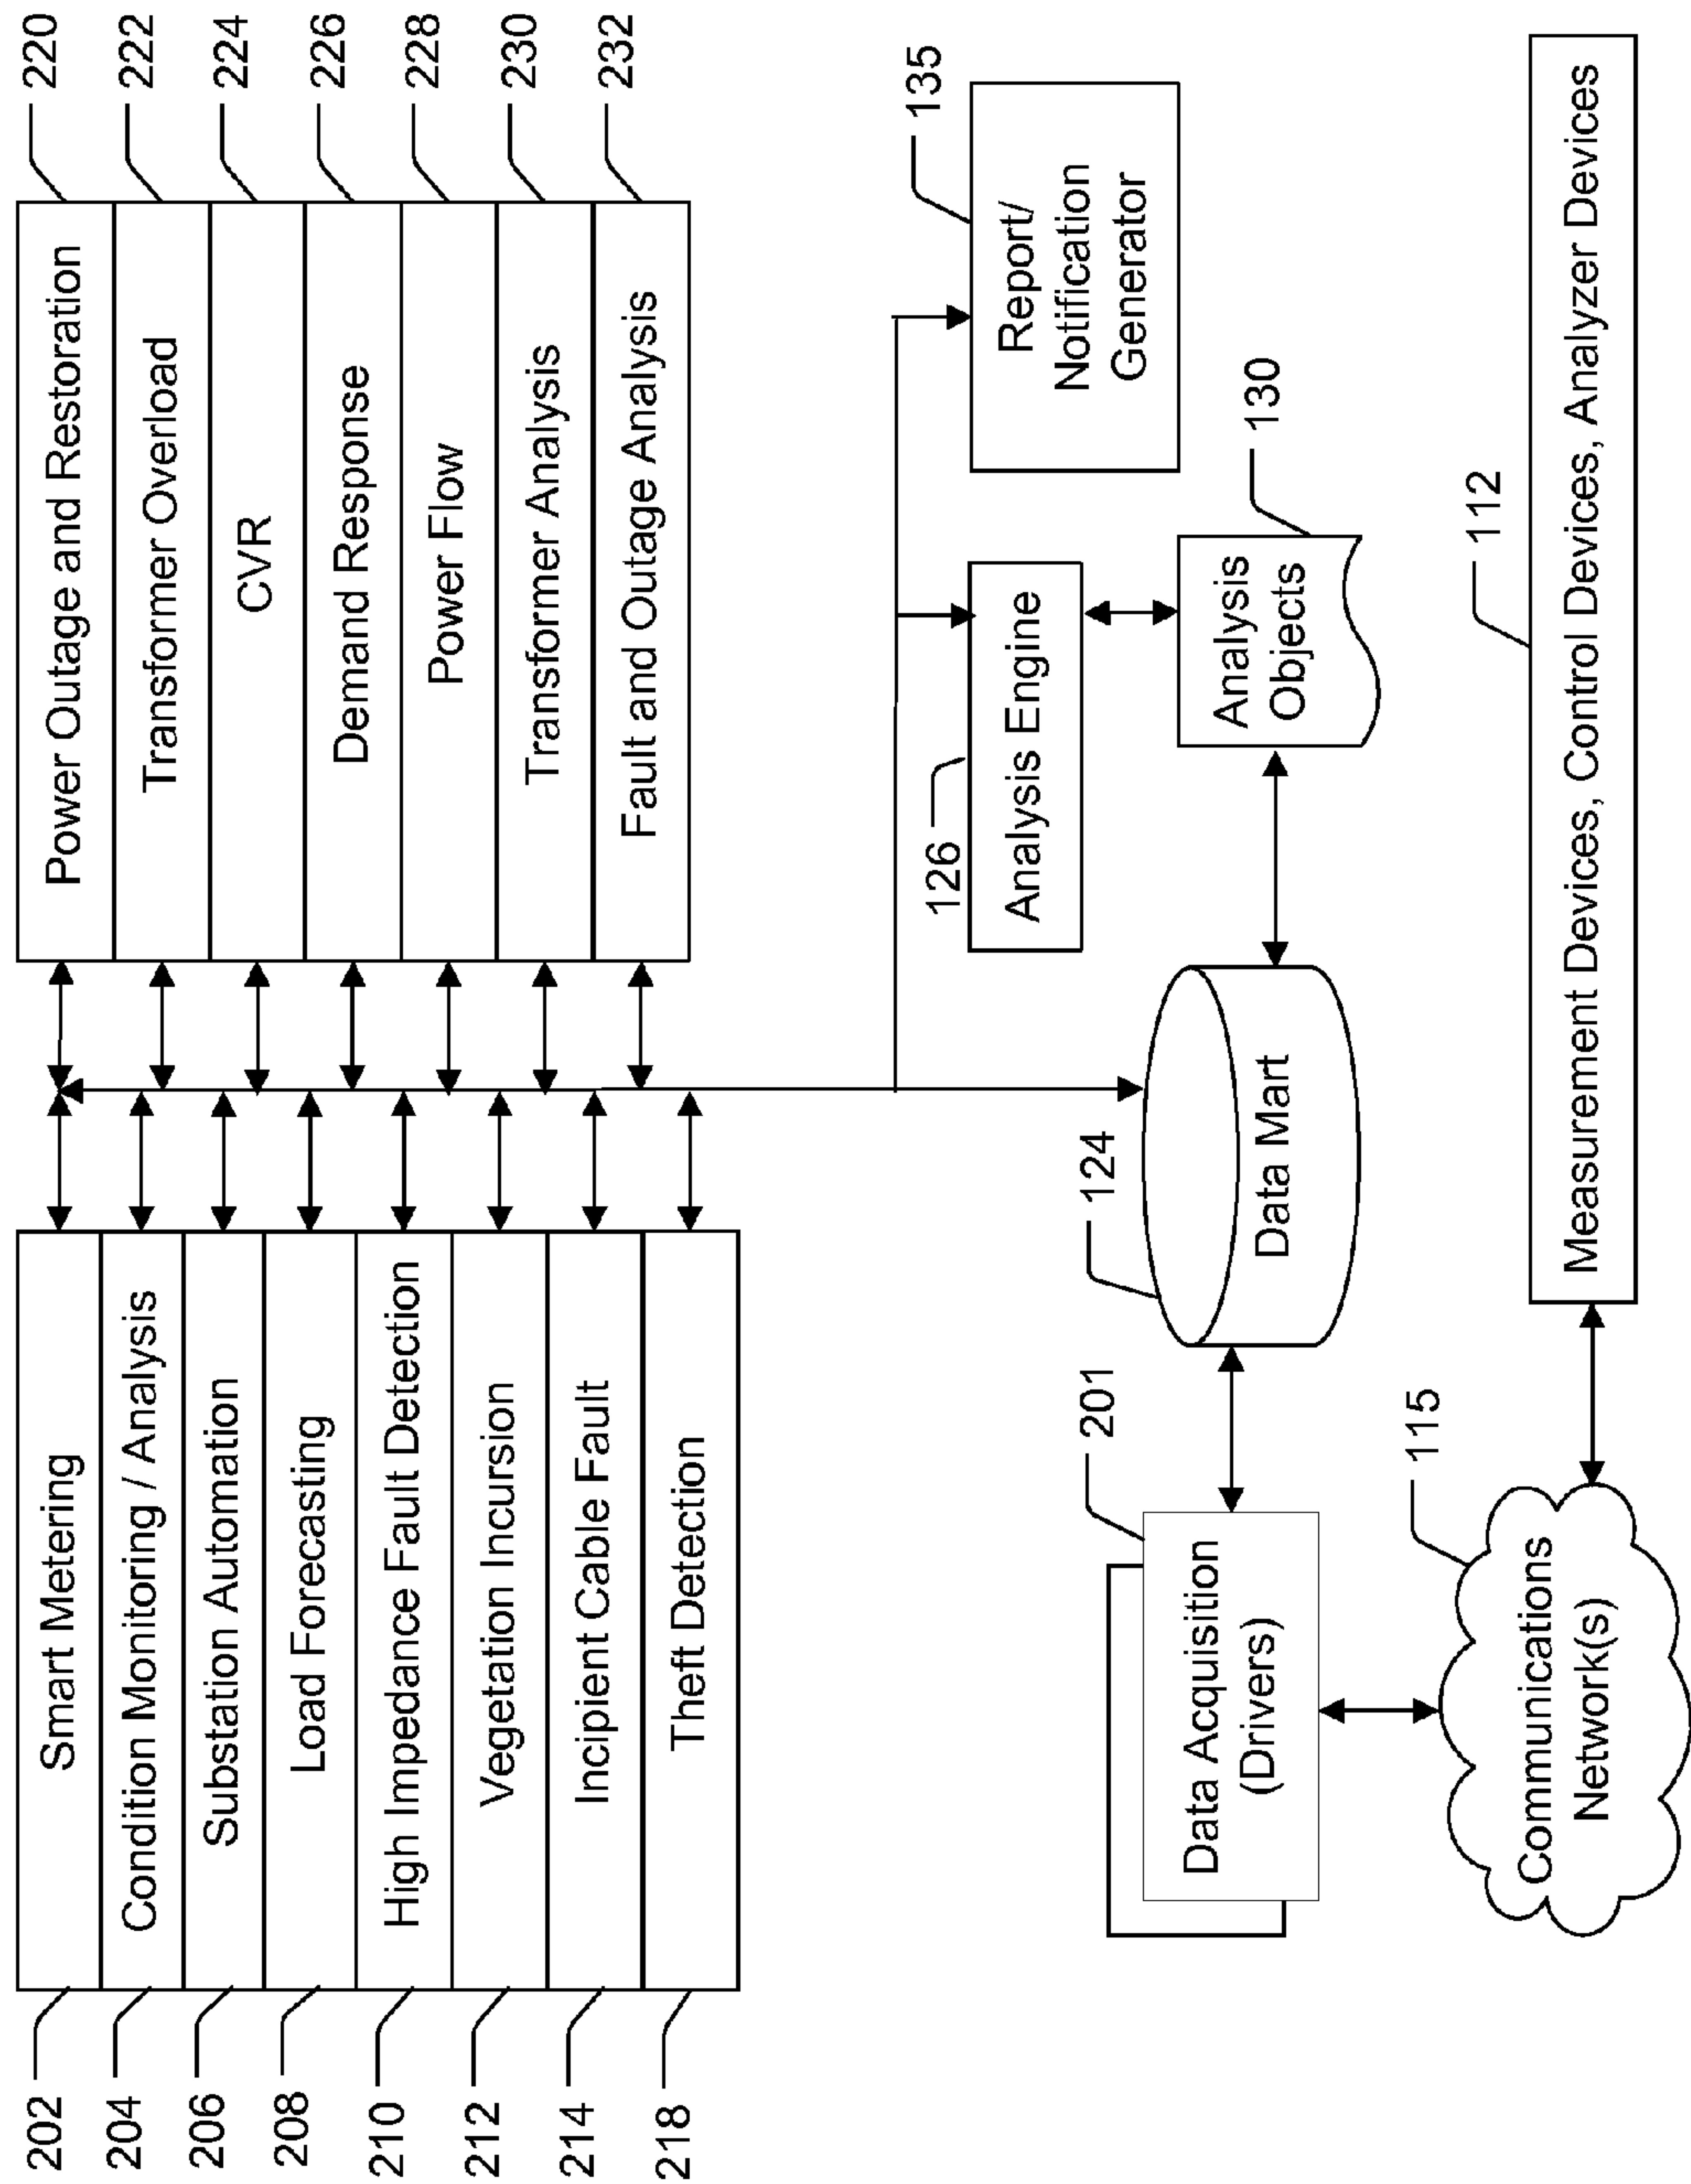 202
Smart Metering
204
Condition Monitoring / Analysis
206
Substation Automation
208
Load Forecasting
210
High Impedance Fault Detection
212
Vegetation Incursion
214
Incipient Cable Fault
218
Theft Detection
Power Outage and Restoration
220
Transformer Overload
222
CVR
224
Demand Response
226
Power Flow
228
Transformer Analysis
230
Fault and Outage Analysis
232
135
Report/
Notification
Generator
126
Analysis Engine
130
Analysis
Objects
124
Data Mart
201
Data Acquisition
(Drivers)
115
Communications
Network(s)
112
Measurement Devices, Control Devices, Analyzer Devices